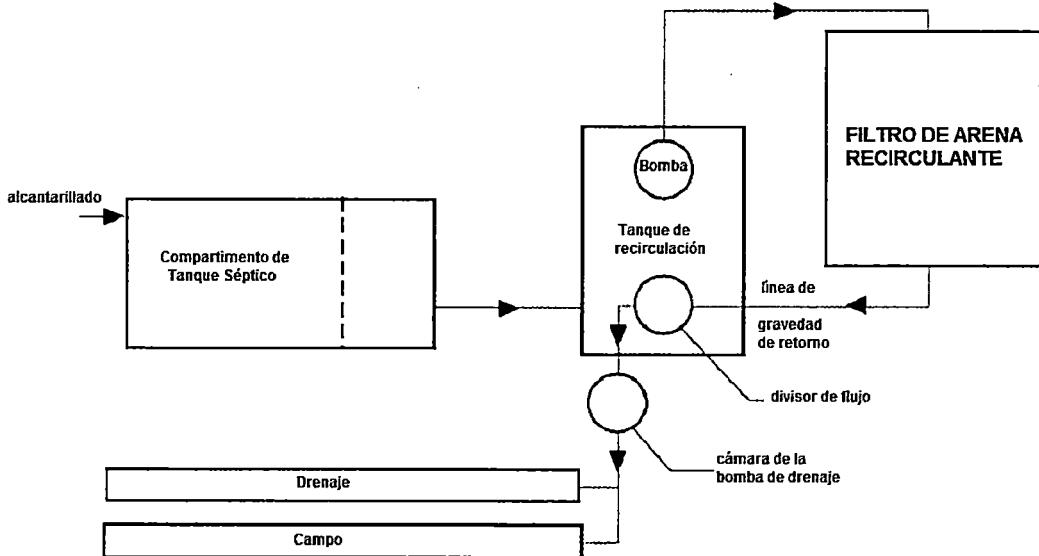 alcantarillado
Compartimento de
Tanque Séptico
Bomba
Tanque de
recirculación
FILTRO DE ARENA
RECIRCULANTE
línea de
gravedad
de retorno
divisor de flujo
cámara de la
bomba de drenaje
Drenaje
Campo